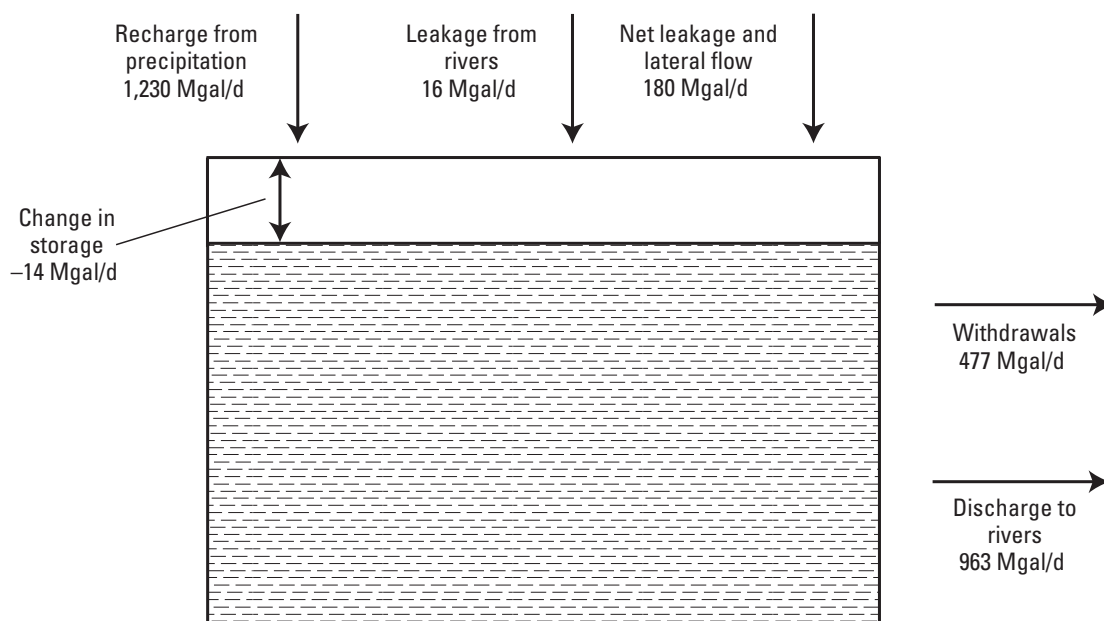 Recharge from
precipitation
1,230 Mgal/d
Leakage from
rivers
16 Mgal/d
Net leakage and
lateral flow
180 Mgal/d
Change in
storage
–14 Mgal/d
Withdrawals
477 Mgal/d
Discharge to
rivers
963 Mgal/d